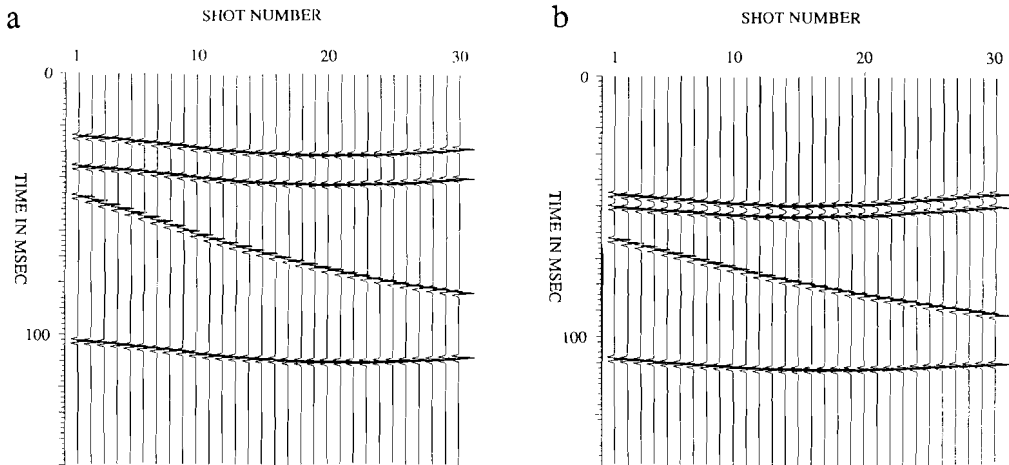 a
SHOT NUMBER
1 10 20 30
0
TIME IN MSEC
100
b
SHOT NUMBER
1 10 20 30
0
TIME IN MSEC
100